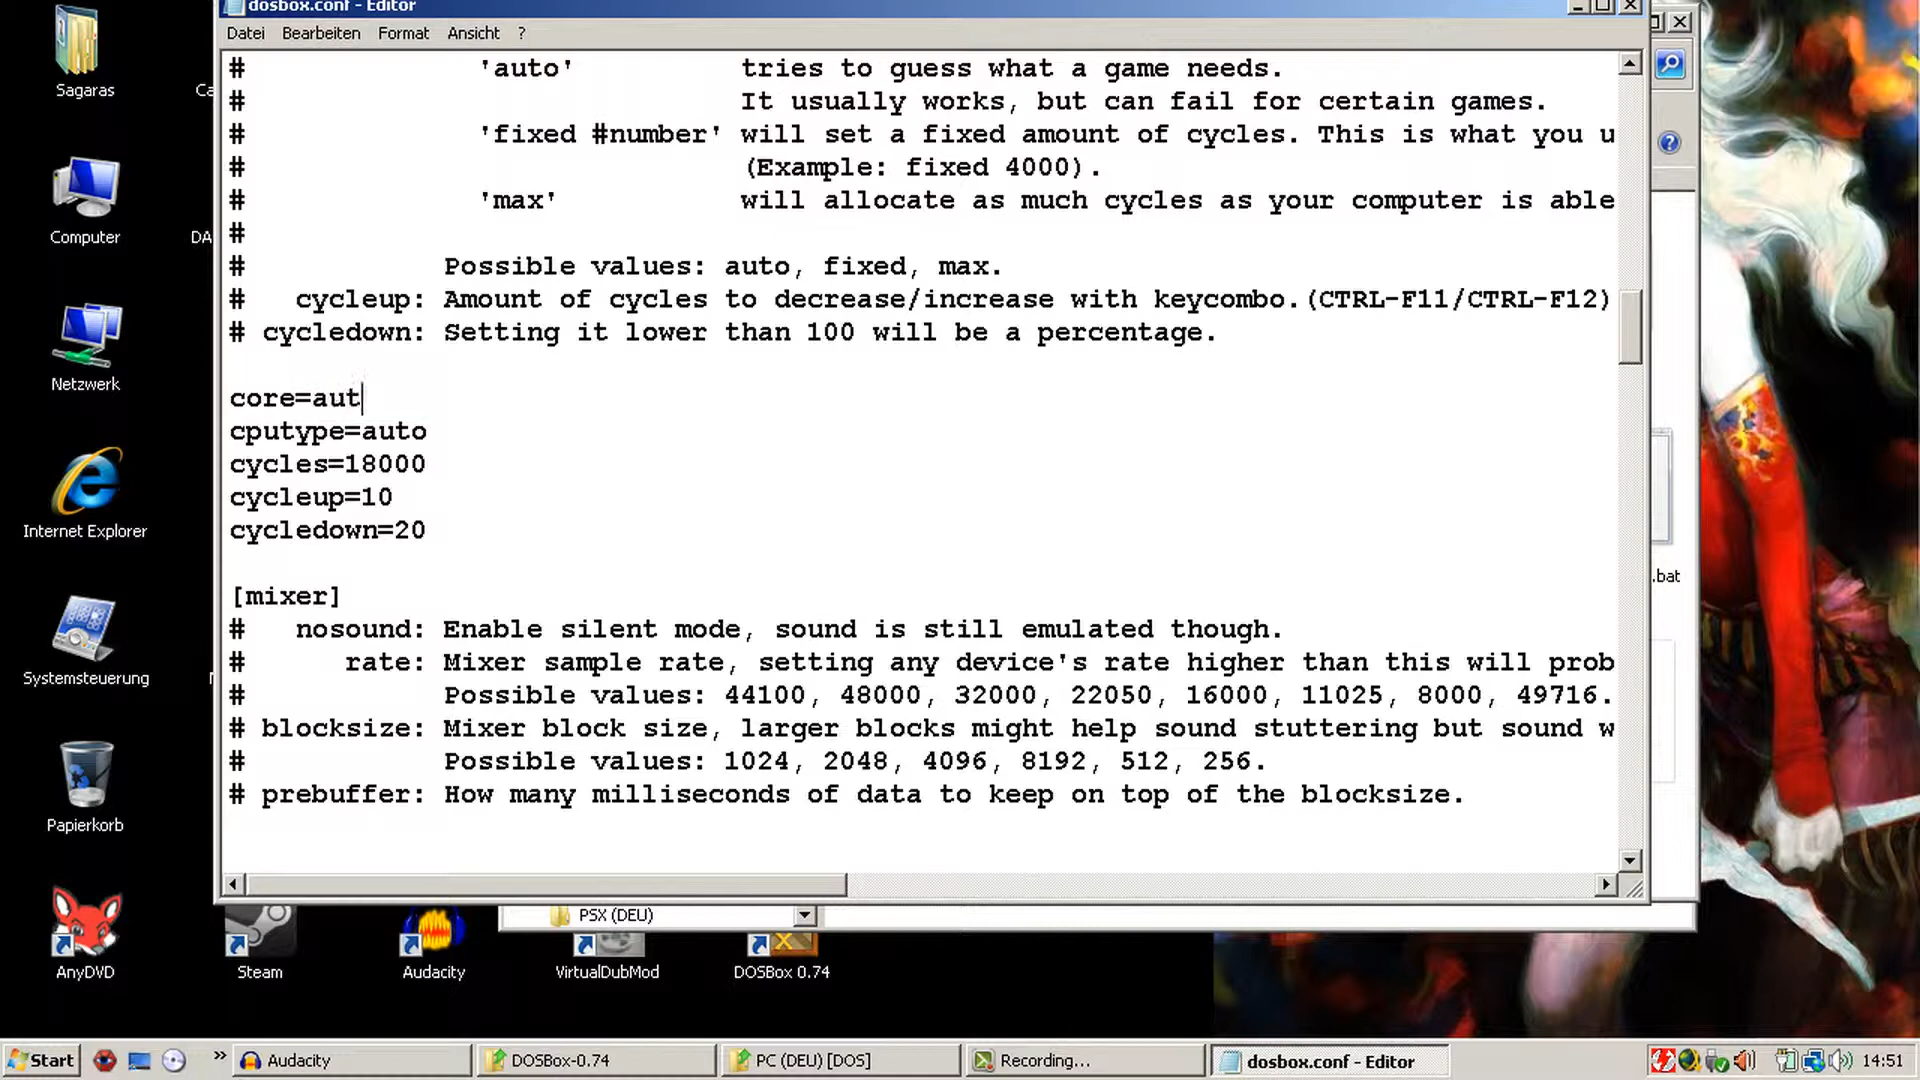 dosbox.conf - Editor
Datei Bearbeiten Format Ansicht ?
# 'auto' tries to guess what a game needs.
# It usually works, but can fail for certain games.
# 'fixed #number' will set a fixed amount of cycles. This is what you u
# (Example: fixed 4000).
# 'max' will allocate as much cycles as your computer is able
#
# Possible values: auto, fixed, max.
# cycleup: Amount of cycles to decrease/increase with keycombo.(CTRL-F11/CTRL-F12)
# cycledown: Setting it lower than 100 will be a percentage.
core=aut
cputype=auto
cycles=18000
cycleup=10
cycledown=20
[mixer]
# nosound: Enable silent mode, sound is still emulated though.
# rate: Mixer sample rate, setting any device's rate higher than this will prob
# Possible values: 44100, 48000, 32000, 22050, 16000, 11025, 8000, 49716.
# blocksize: Mixer block size, larger blocks might help sound stuttering but sound w
# Possible values: 1024, 2048, 4096, 8192, 512, 256.
# prebuffer: How many milliseconds of data to keep on top of the blocksize.
Sagaras
Computer
DA
Netzwerk
Internet Explorer
Systemsteuerung
Papierkorb
AnyDVD
Steam
Audacity
VirtualDubMod
DOSBox 0.74
PSX (DEU)
.bat
Start
»
Audacity
DOSBox-0.74
PC (DEU) [DOS]
Recording...
dosbox.conf - Editor
14:51